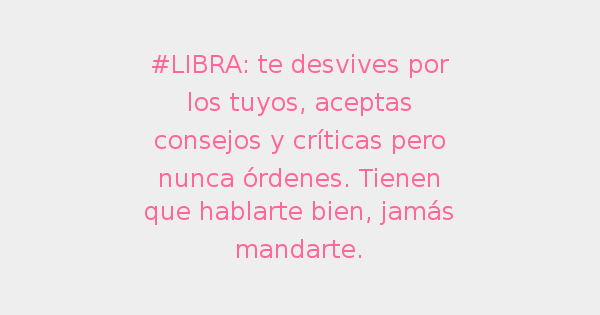 #LIBRA: te desvives por
los tuyos, aceptas
consejos y críticas pero
nunca órdenes. Tienen
que hablarte bien, jamás
mandarte.